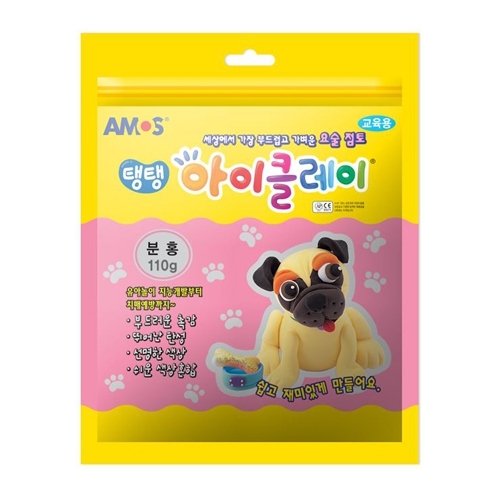 AMOS®
교육용
세상에서 가장 부드럽고 가벼운 요술 점토
탱탱 아이클레이®
CE
분홍
110g
유아놀이 지능개발부터
치매예방까지~
• 부드러운 촉감
• 뛰어난 탄성
• 선명한 색상
• 쉬운 색상혼합
쉽고 재미있게 만들어요.